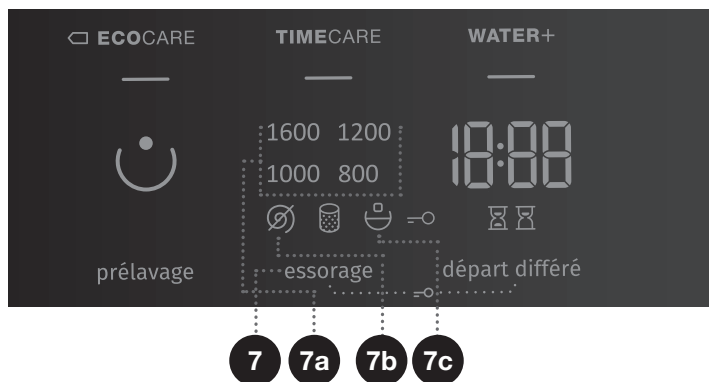 ECOCARE TIMECARE WATER+
1600 1200
1000 800
18:88
prélavage essorage départ différé
7 7a 7b 7c